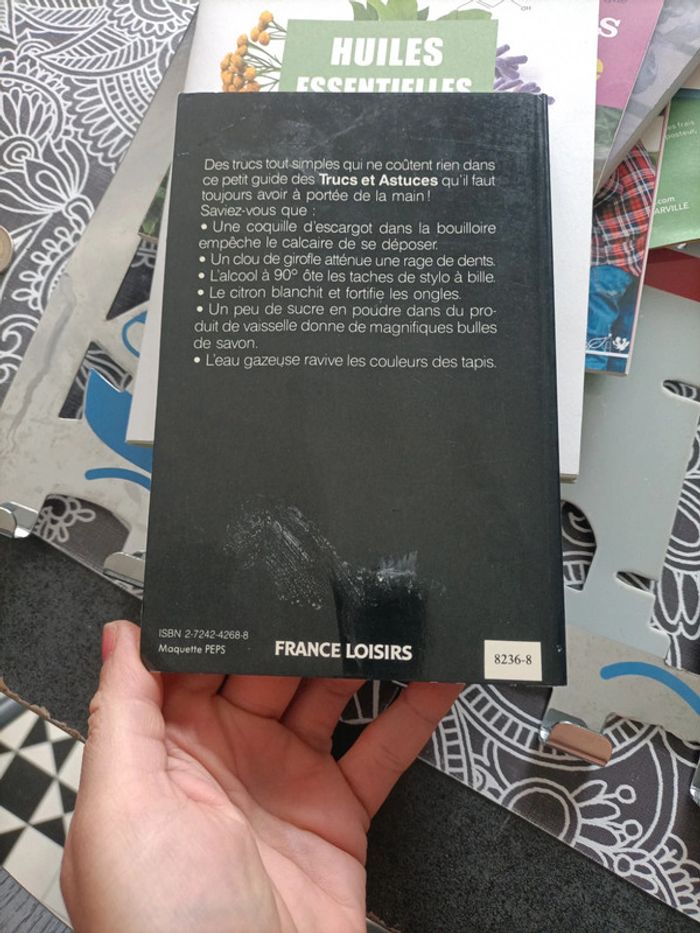 HUILES
ESSENTIELLES
OH
Des trucs tout simples qui ne coûtent rien dans
ce petit guide des Trucs et Astuces qu'il faut
toujours avoir à portée de la main !
Saviez-vous que :
• Une coquille d'escargot dans la bouilloire
empêche le calcaire de se déposer.
• Un clou de girofle atténue une rage de dents.
• L'alcool à 90° ôte les taches de stylo à bille.
• Le citron blanchit et fortifie les ongles.
• Un peu de sucre en poudre dans du pro-
duit de vaisselle donne de magnifiques bulles
de savon.
• L'eau gazeuse ravive les couleurs des tapis.
ISBN 2-7242-4268-8
Maquette PEPS
FRANCE LOISIRS
8236-8
frais
.com
ARVILLE